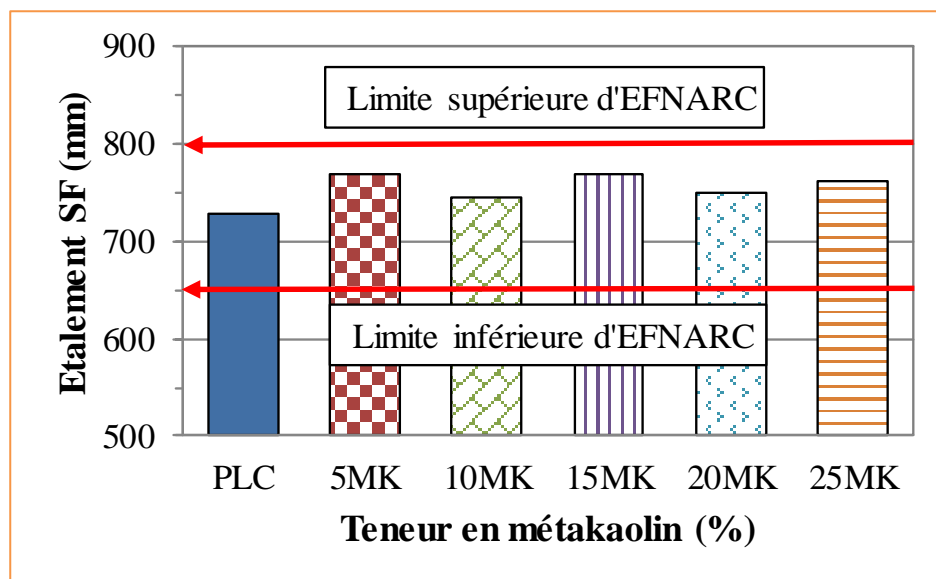 900
800
700
600
500
Etalement SF (mm)
Limite supérieure d'EFNARC
Limite inférieure d'EFNARC
PLC 5MK 10MK 15MK 20MK 25MK
Teneur en métakaolin (%)